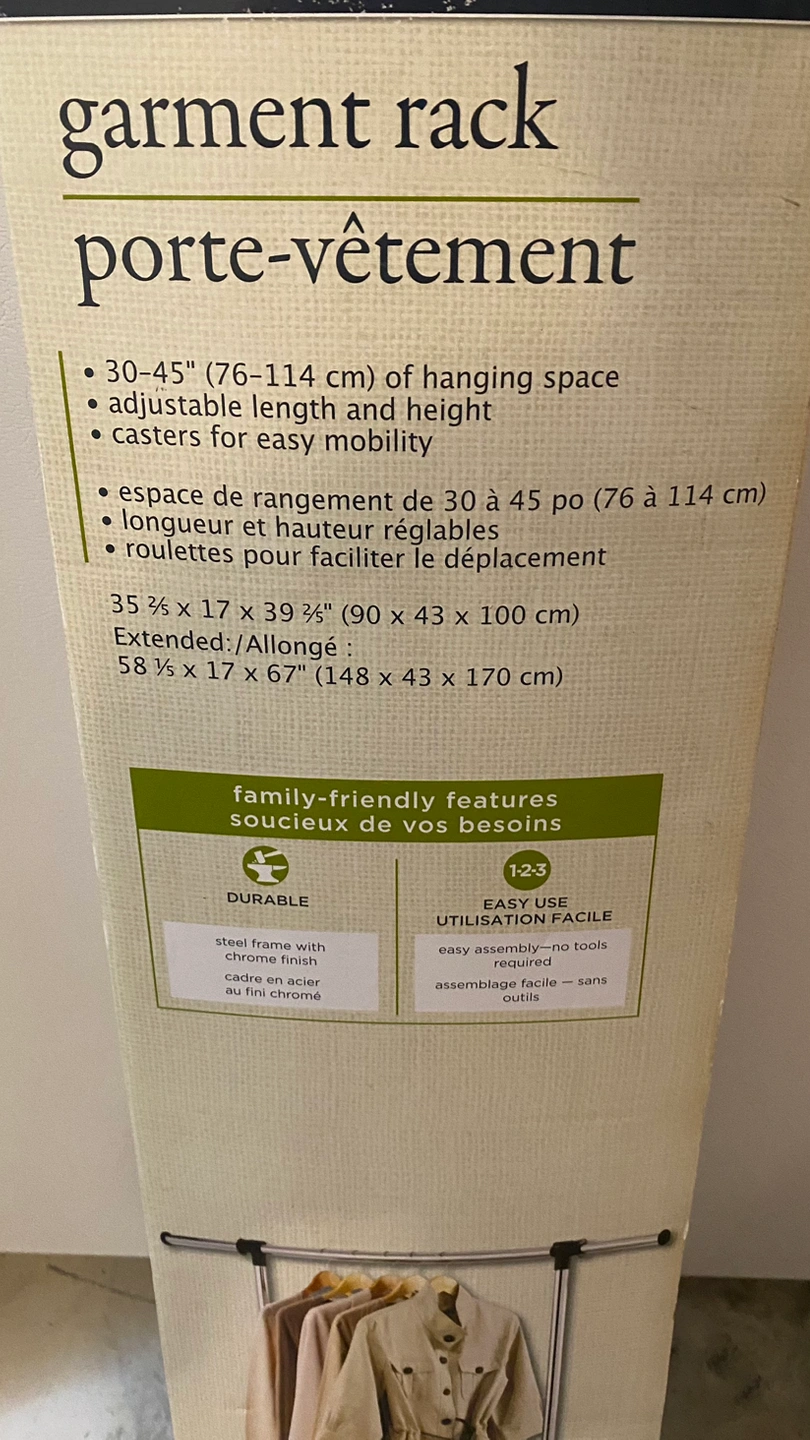 garment rack
porte-vêtement
• 30–45" (76–114 cm) of hanging space
• adjustable length and height
• casters for easy mobility
• espace de rangement de 30 à 45 po (76 à 114 cm)
• longueur et hauteur réglables
• roulettes pour faciliter le déplacement
35 ⅖ x 17 x 39 ⅖" (90 x 43 x 100 cm)
Extended:/Allongé :
58 ⅕ x 17 x 67" (148 x 43 x 170 cm)
family-friendly features
soucieux de vos besoins
DURABLE
steel frame with
chrome finish
cadre en acier
au fini chromé
1-2-3
EASY USE
UTILISATION FACILE
easy assembly—no tools
required
assemblage facile — sans
outils